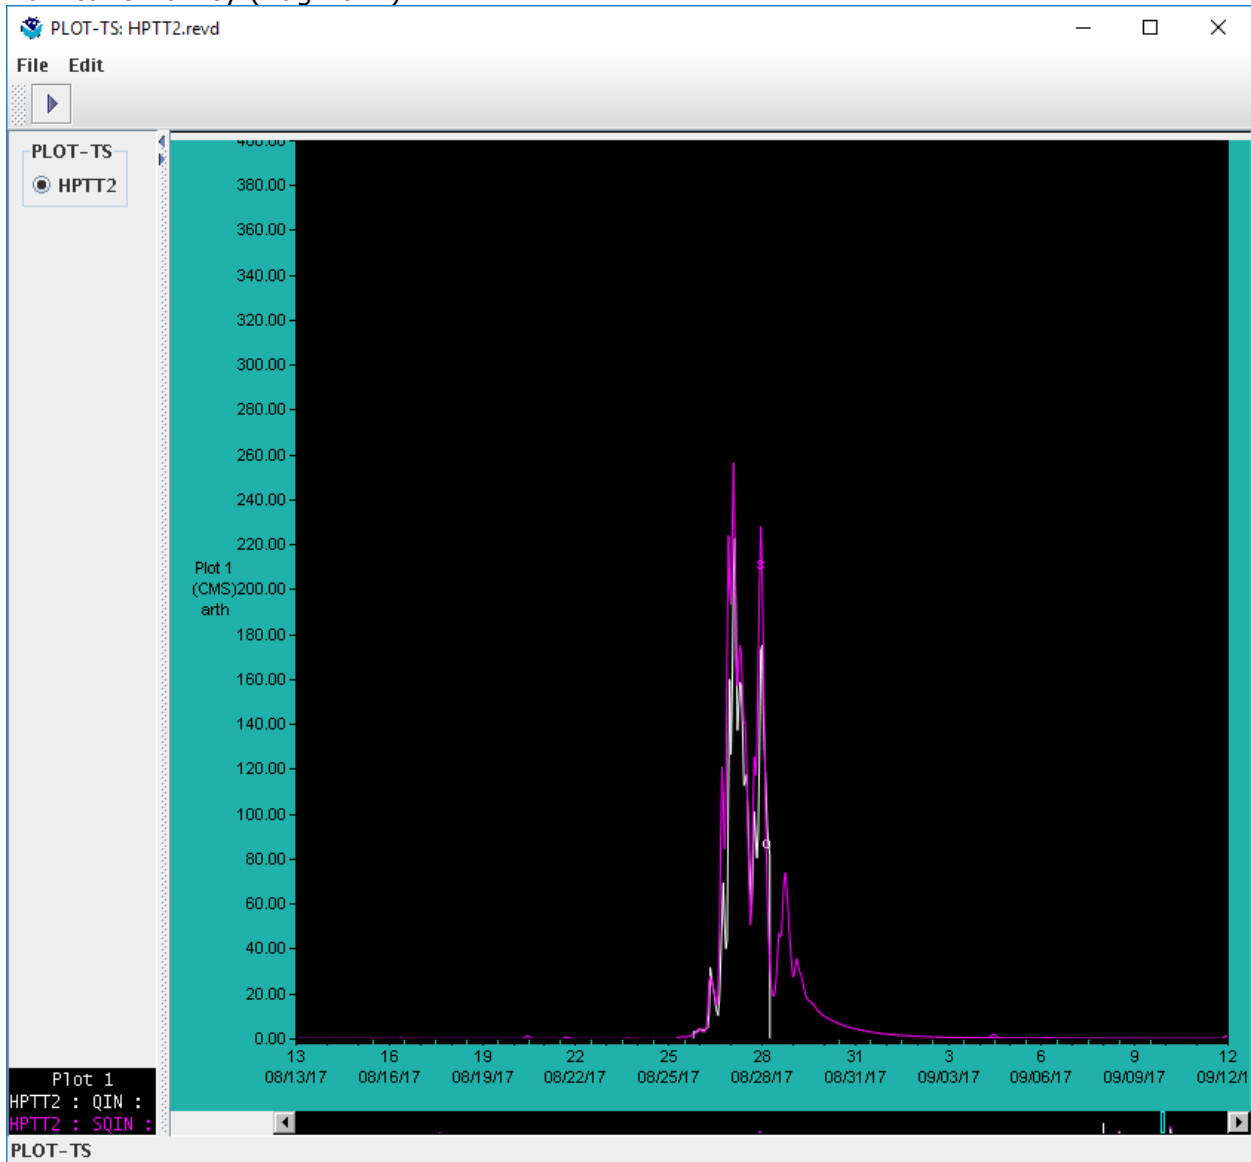 PLOT-TS: HPTT2.revd
File Edit
PLOT-TS
HPTT2
400.00
380.00
360.00
340.00
320.00
300.00
280.00
260.00
240.00
220.00
Plot 1
(CMS)200.00
arth
180.00
160.00
140.00
120.00
100.00
80.00
60.00
40.00
20.00
0.00
13 16 19 22 25 28 31 3 6 9 12
08/13/17 08/16/17 08/19/17 08/22/17 08/25/17 08/28/17 08/31/17 09/03/17 09/06/17 09/09/17 09/12/1
Plot 1
HPTT2 : QIN :
HPTT2 : SQIN :
PLOT-TS